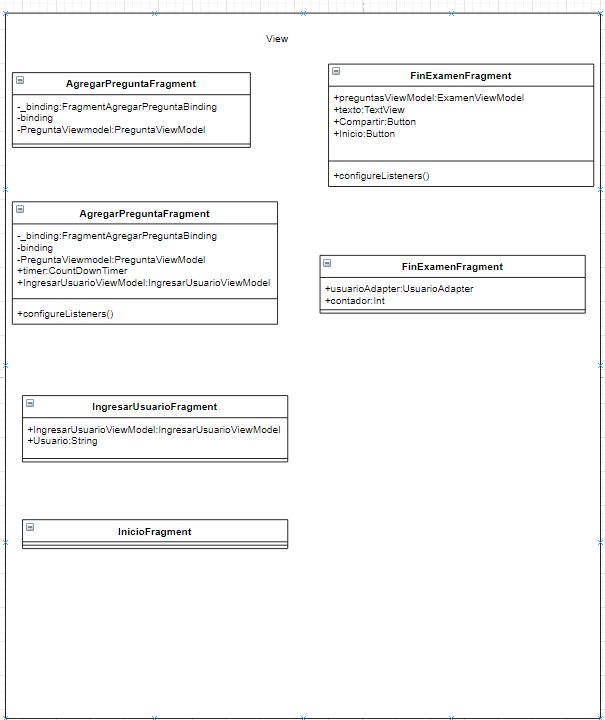 View
AgregarPreguntaFragment
-_binding:FragmentAgregarPreguntaBinding
-binding
-PreguntaViewmodel:PreguntaViewModel
FinExamenFragment
+preguntasViewModel:ExamenViewModel
+texto:TextView
+Compartir:Button
+Inicio:Button
+configureListeners()
AgregarPreguntaFragment
-_binding:FragmentAgregarPreguntaBinding
-binding
-PreguntaViewmodel:PreguntaViewModel
+timer:CountDownTimer
+IngresarUsuarioViewModel:IngresarUsuarioViewModel
+configureListeners()
FinExamenFragment
+usuarioAdapter:UsuarioAdapter
+contador:Int
IngresarUsuarioFragment
+IngresarUsuarioViewModel:IngresarUsuarioViewModel
+Usuario:String
InicioFragment